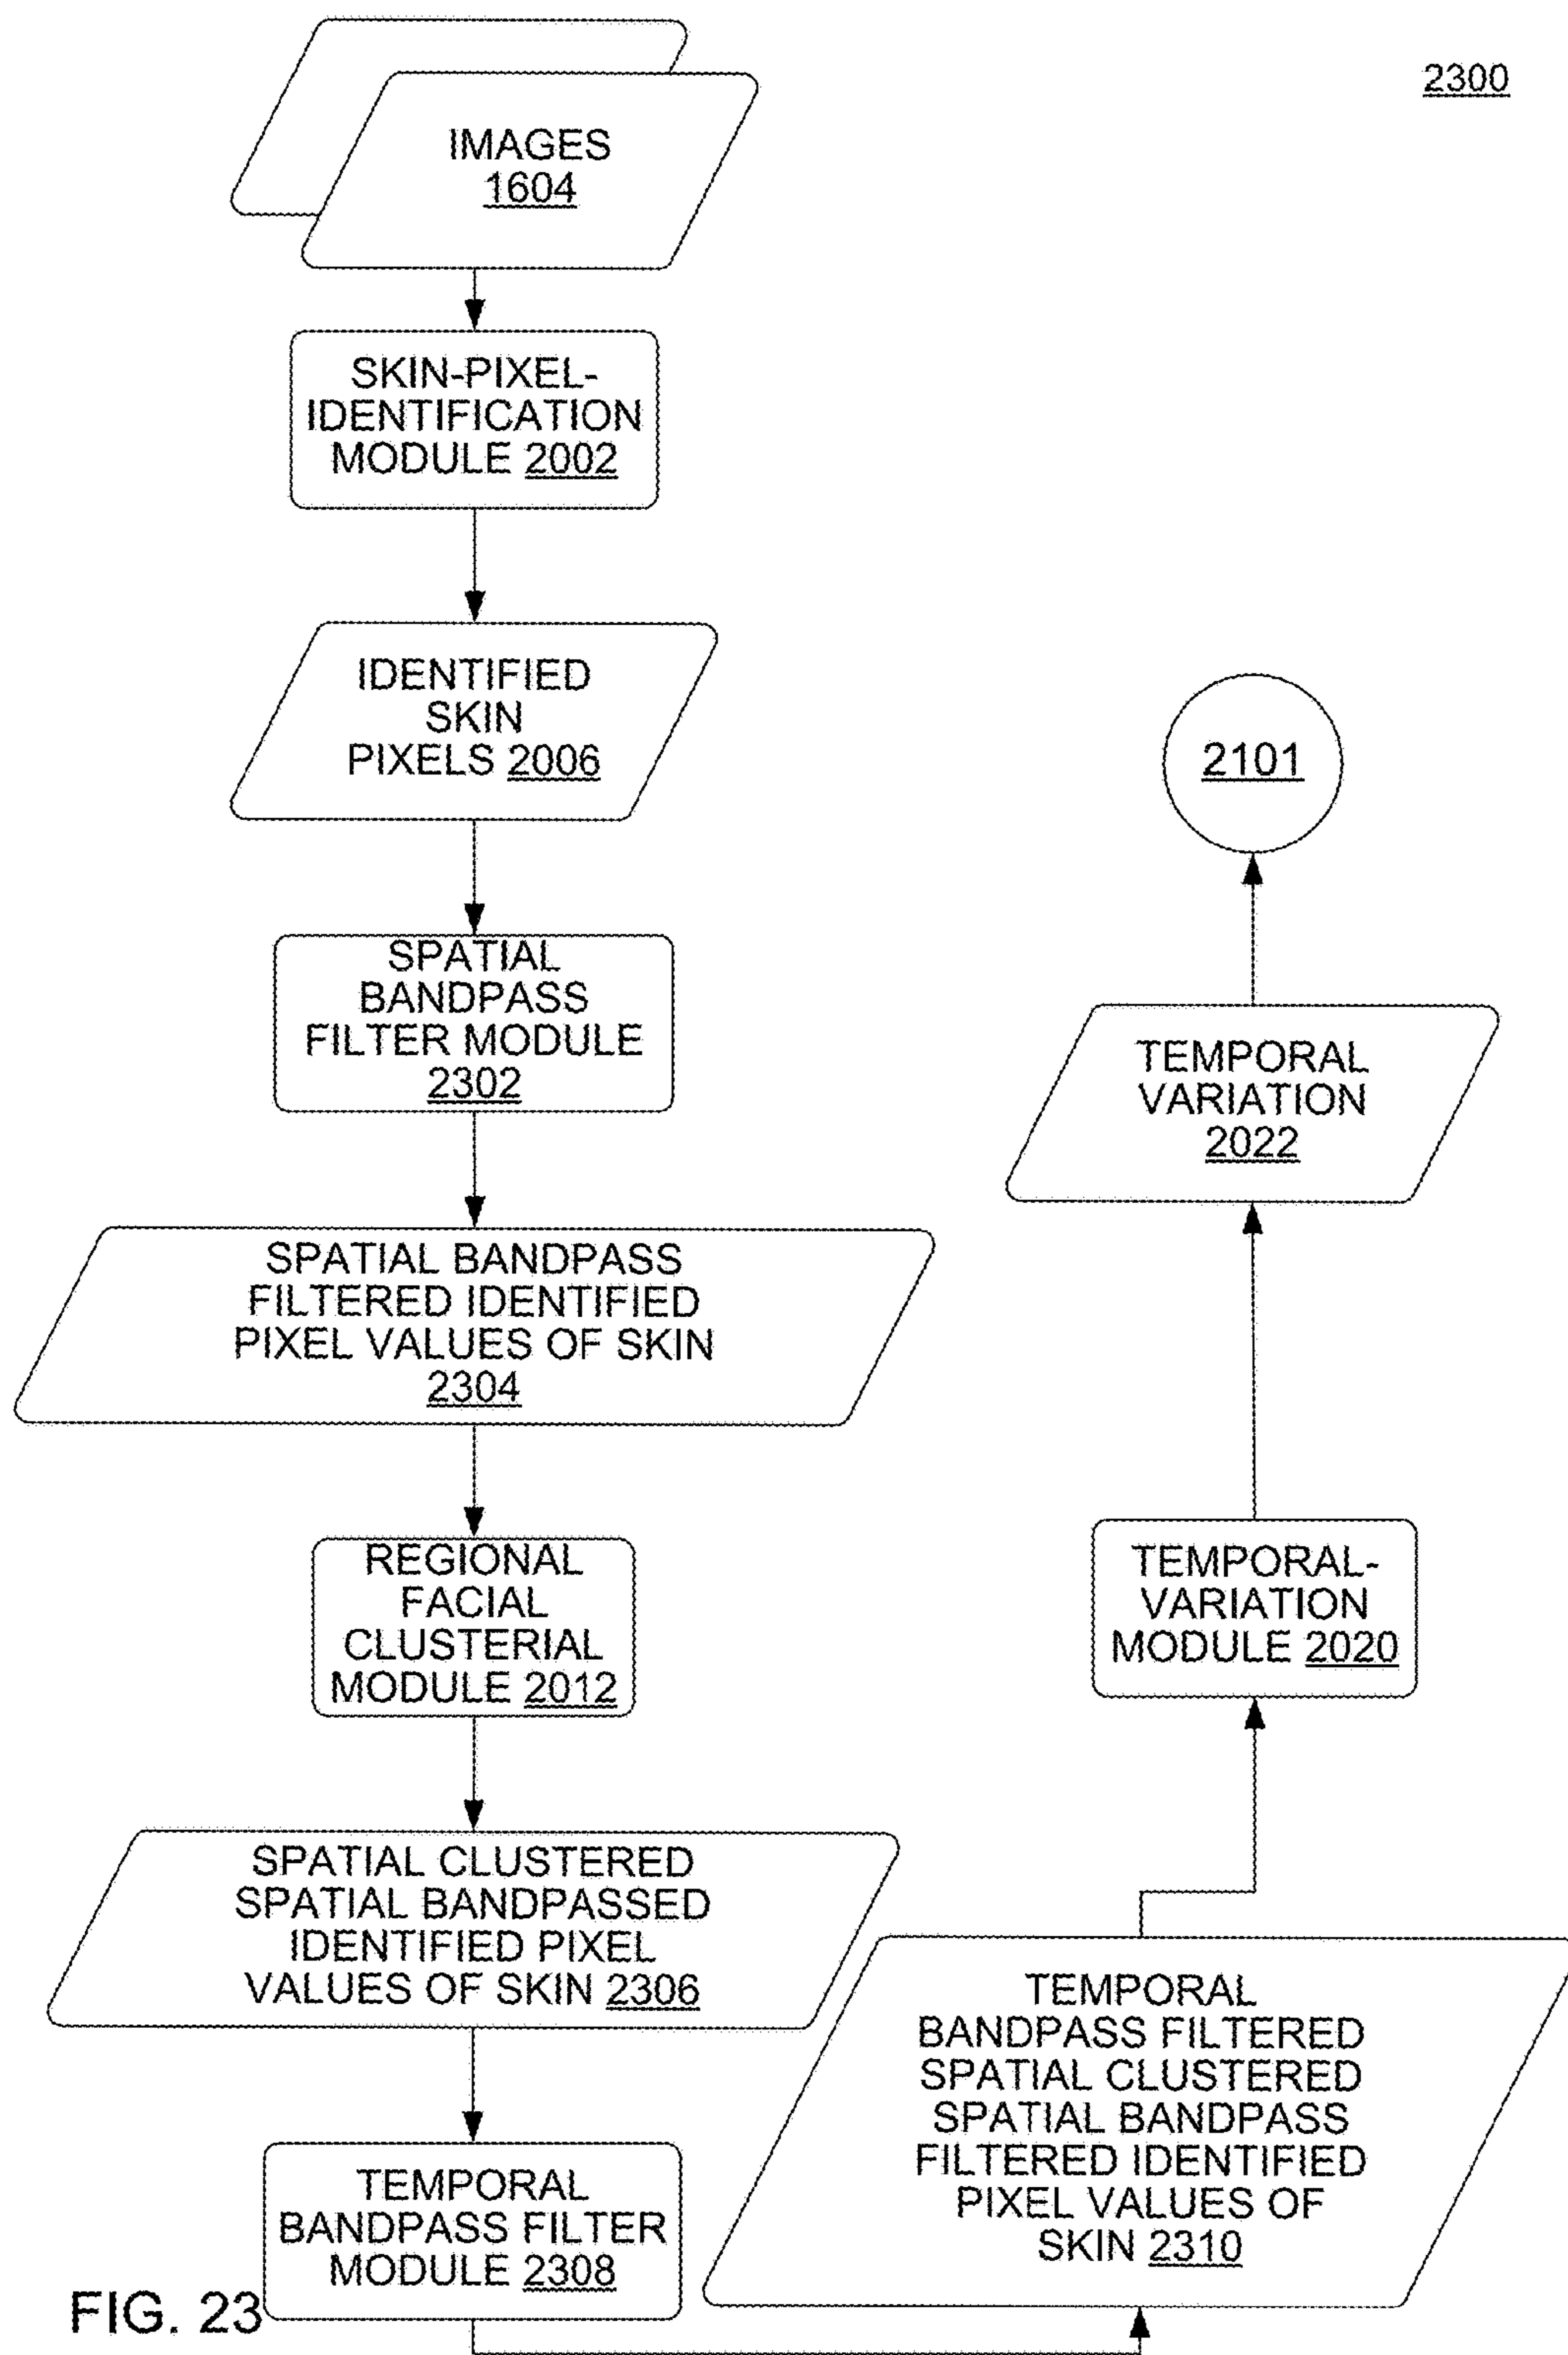 2300
IMAGES
1604
SKIN-PIXEL-
IDENTIFICATION
MODULE 2002
IDENTIFIED
SKIN
PIXELS 2006
SPATIAL
BANDPASS
FILTER MODULE
2302
SPATIAL BANDPASS
FILTERED IDENTIFIED
PIXEL VALUES OF SKIN
2304
REGIONAL
FACIAL
CLUSTERIAL
MODULE 2012
SPATIAL CLUSTERED
SPATIAL BANDPASSED
IDENTIFIED PIXEL
VALUES OF SKIN 2306
TEMPORAL
BANDPASS FILTER
MODULE 2308
TEMPORAL
BANDPASS FILTERED
SPATIAL CLUSTERED
SPATIAL BANDPASS
FILTERED IDENTIFIED
PIXEL VALUES OF
SKIN 2310
TEMPORAL-
VARIATION
MODULE 2020
TEMPORAL
VARIATION
2022
2101
FIG. 23